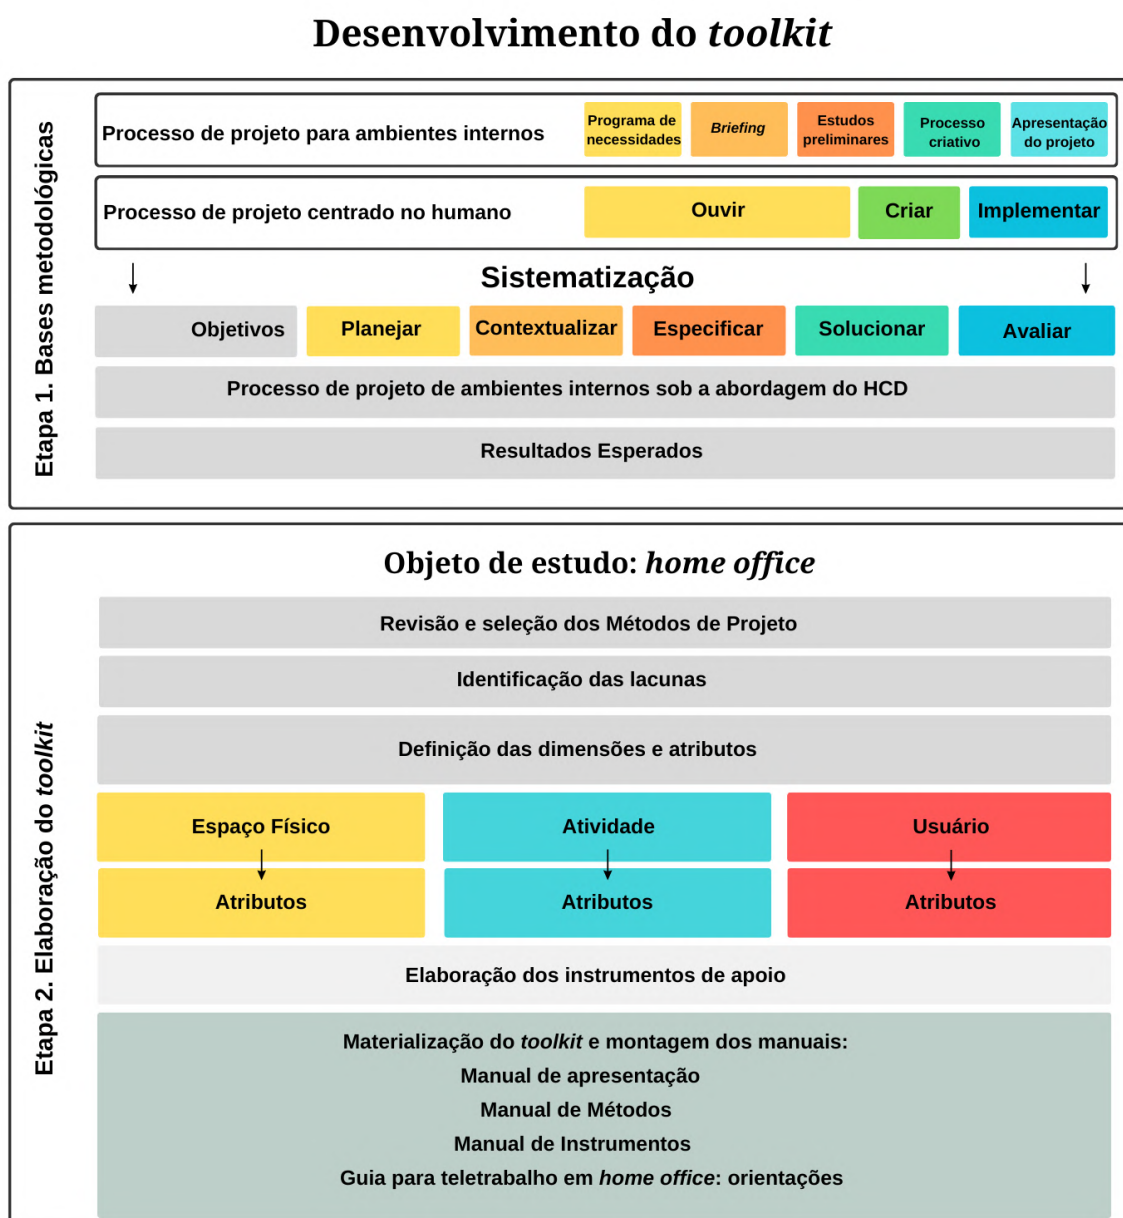 Desenvolvimento do toolkit
Etapa 1. Bases metodológicas
Processo de projeto para ambientes internos
Programa de
necessidades
Briefing
Estudos
preliminares
Processo
criativo
Apresentação
do projeto
Processo de projeto centrado no humano
Ouvir
Criar
Implementar
Sistematização
Objetivos
Planejar
Contextualizar
Especificar
Solucionar
Avaliar
Processo de projeto de ambientes internos sob a abordagem do HCD
Resultados Esperados
Etapa 2. Elaboração do toolkit
Objeto de estudo: home office
Revisão e seleção dos Métodos de Projeto
Identificação das lacunas
Definição das dimensões e atributos
Espaço Físico
Atividade
Usuário
Atributos
Atributos
Atributos
Elaboração dos instrumentos de apoio
Materialização do toolkit e montagem dos manuais:
Manual de apresentação
Manual de Métodos
Manual de Instrumentos
Guia para teletrabalho em home office: orientações